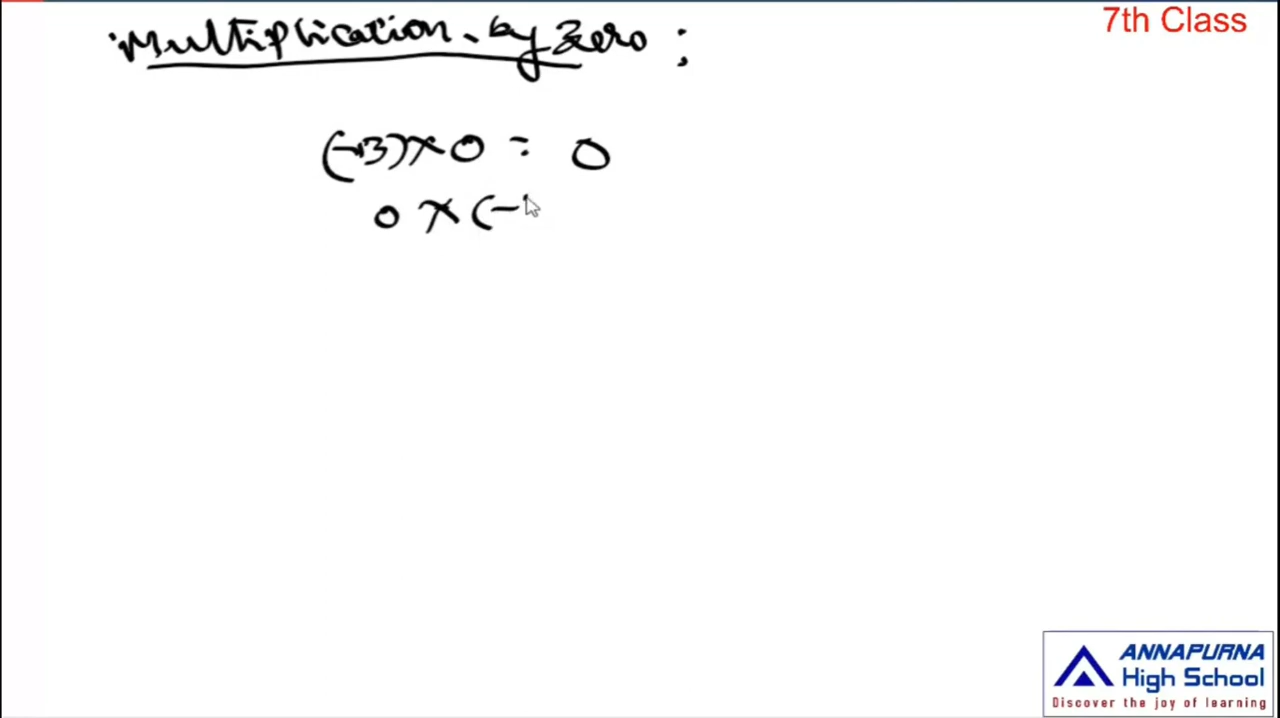 7th Class
Multiplication by Zero :
(-3) × 0 = 0
0 × (-
ANNAPURNA
High School
Discover the joy of learning